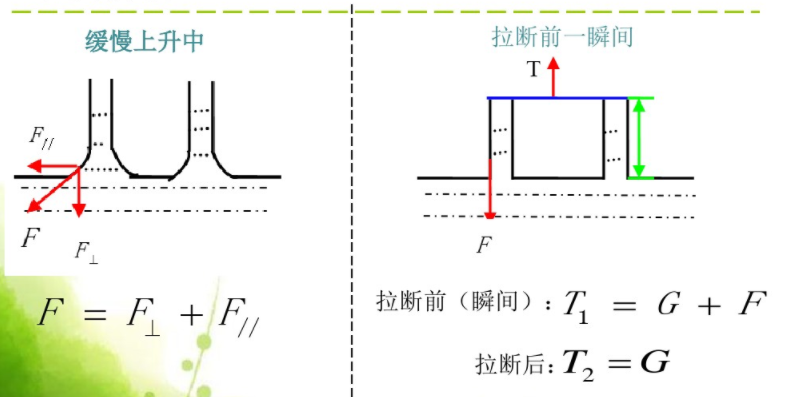 缓慢上升中
F//
F
F⊥
F = F⊥ + F//
拉断前一瞬间
T
F
拉断前（瞬间）: T₁ = G + F
拉断后: T₂ = G